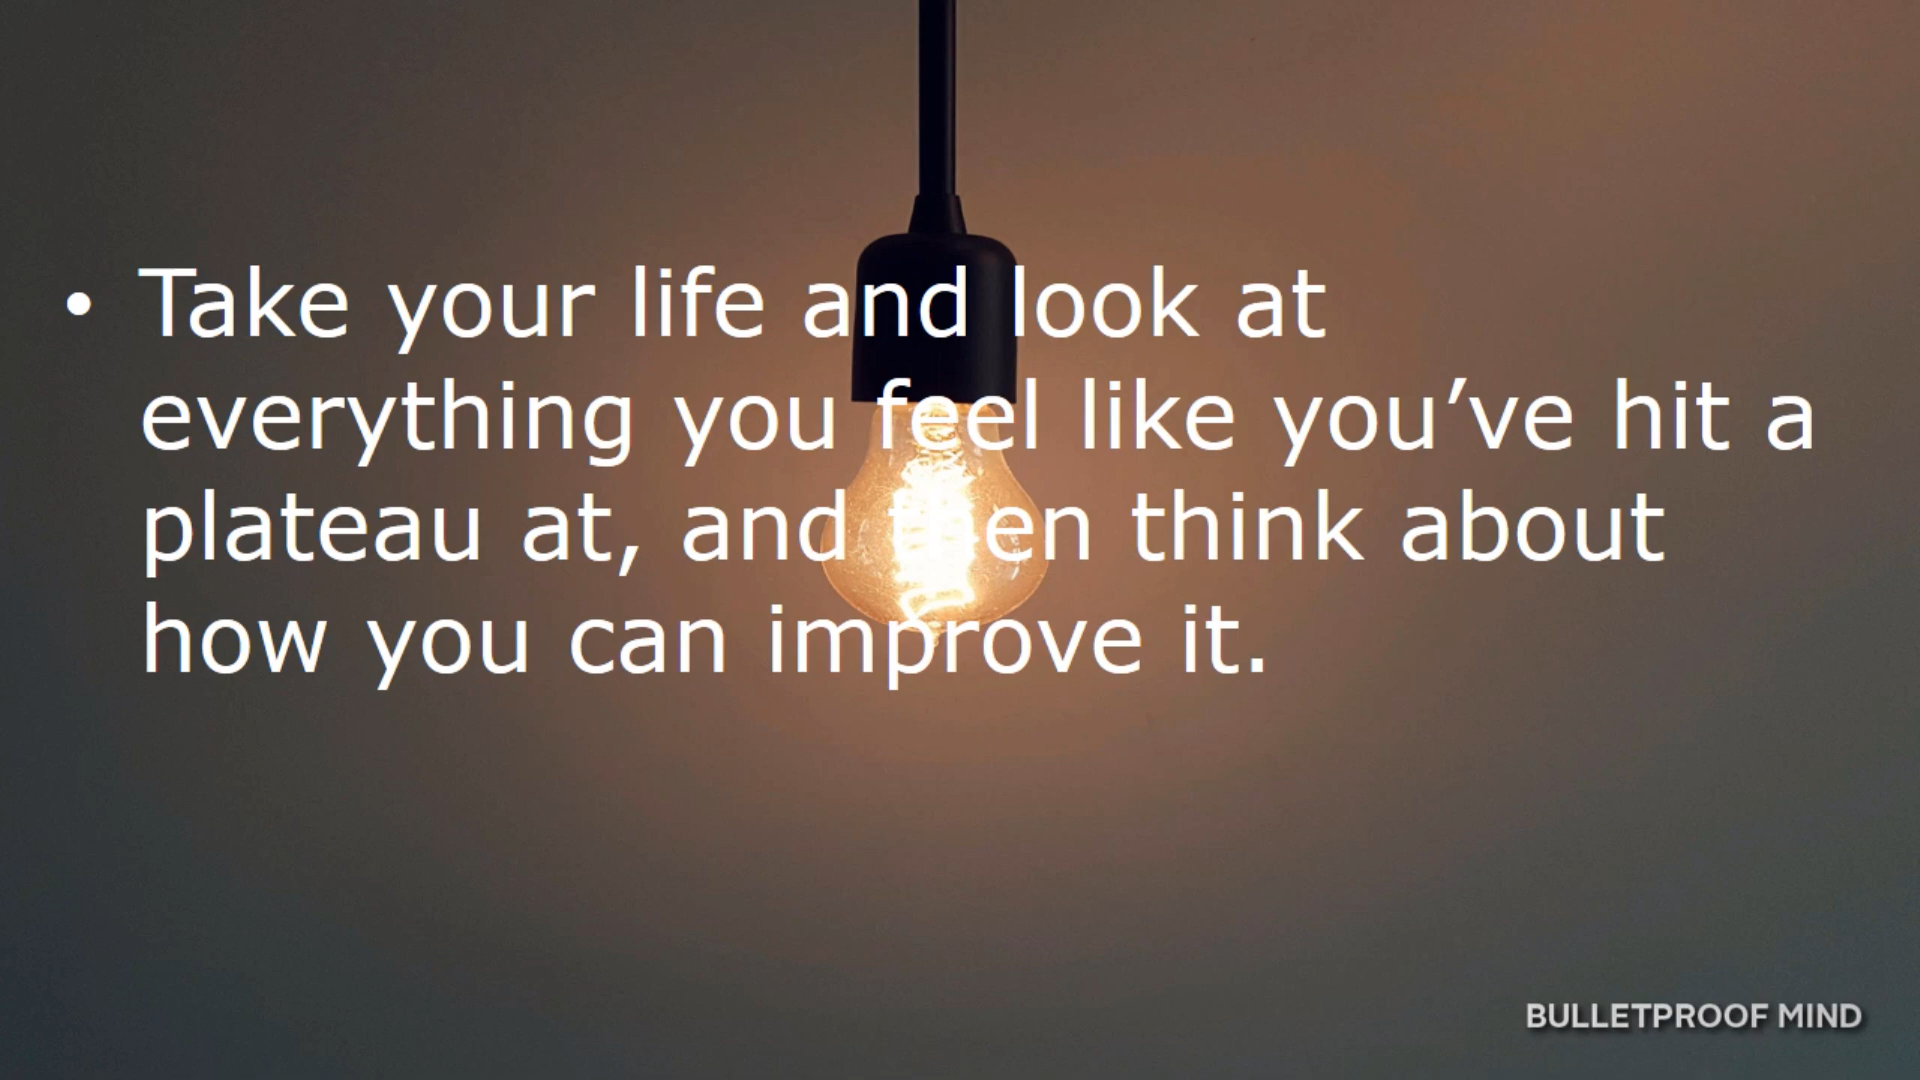 • Take your life and look at
everything you feel like you’ve hit a
plateau at, and then think about
how you can improve it.
BULLETPROOF MIND